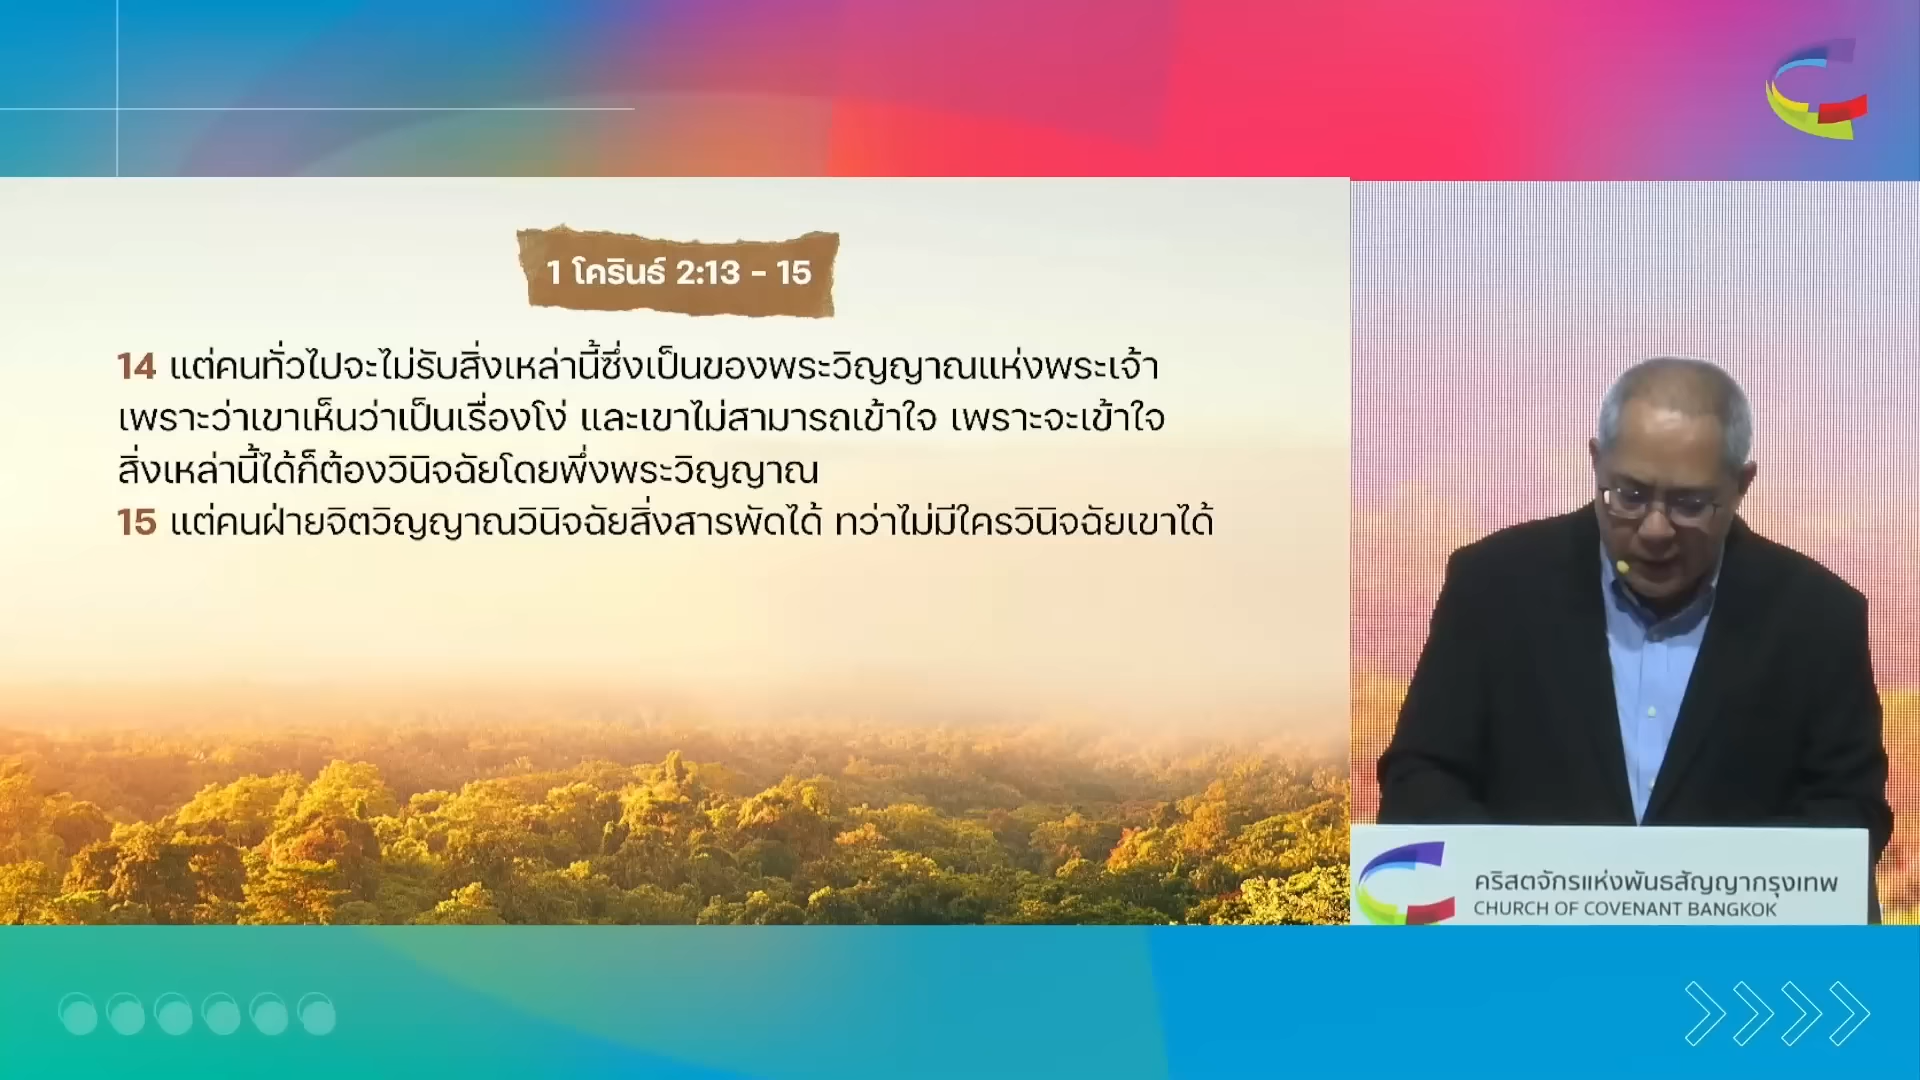 1 โครินธ์ 2:13 - 15
14 แต่คนทั่วไปจะไม่รับสิ่งเหล่านี้ซึ่งเป็นของพระวิญญาณแห่งพระเจ้า
เพราะว่าเขาเห็นว่าเป็นเรื่องโง่ และเขาไม่สามารถเข้าใจ เพราะจะเข้าใจ
สิ่งเหล่านี้ได้ก็ต้องวินิจฉัยโดยพึ่งพระวิญญาณ
15 แต่คนฝ่ายจิตวิญญาณวินิจฉัยสิ่งสารพัดได้ ทว่าไม่มีใครวินิจฉัยเขาได้
คริสตจักรแห่งพันธสัญญากรุงเทพ
CHURCH OF COVENANT BANGKOK